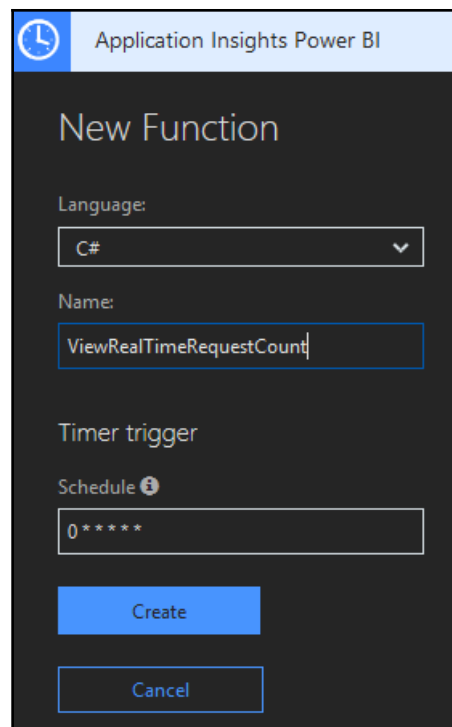 Application Insights Power BI
New Function
Language:
C#
Name:
ViewRealTimeRequestCount
Timer trigger
Schedule
0 * * * * *
Create
Cancel